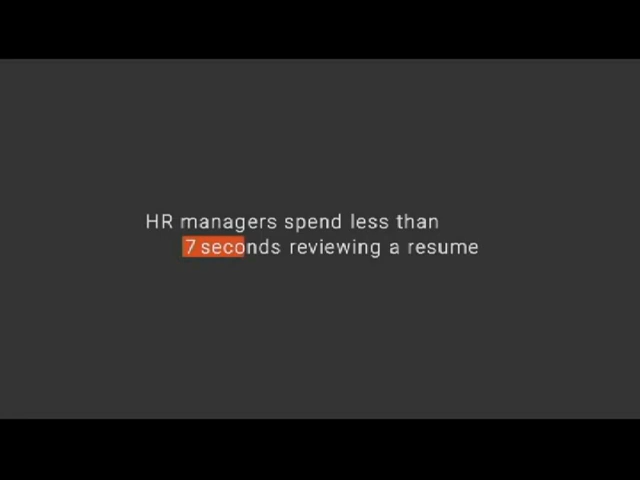 HR managers spend less than
7 seconds reviewing a resume